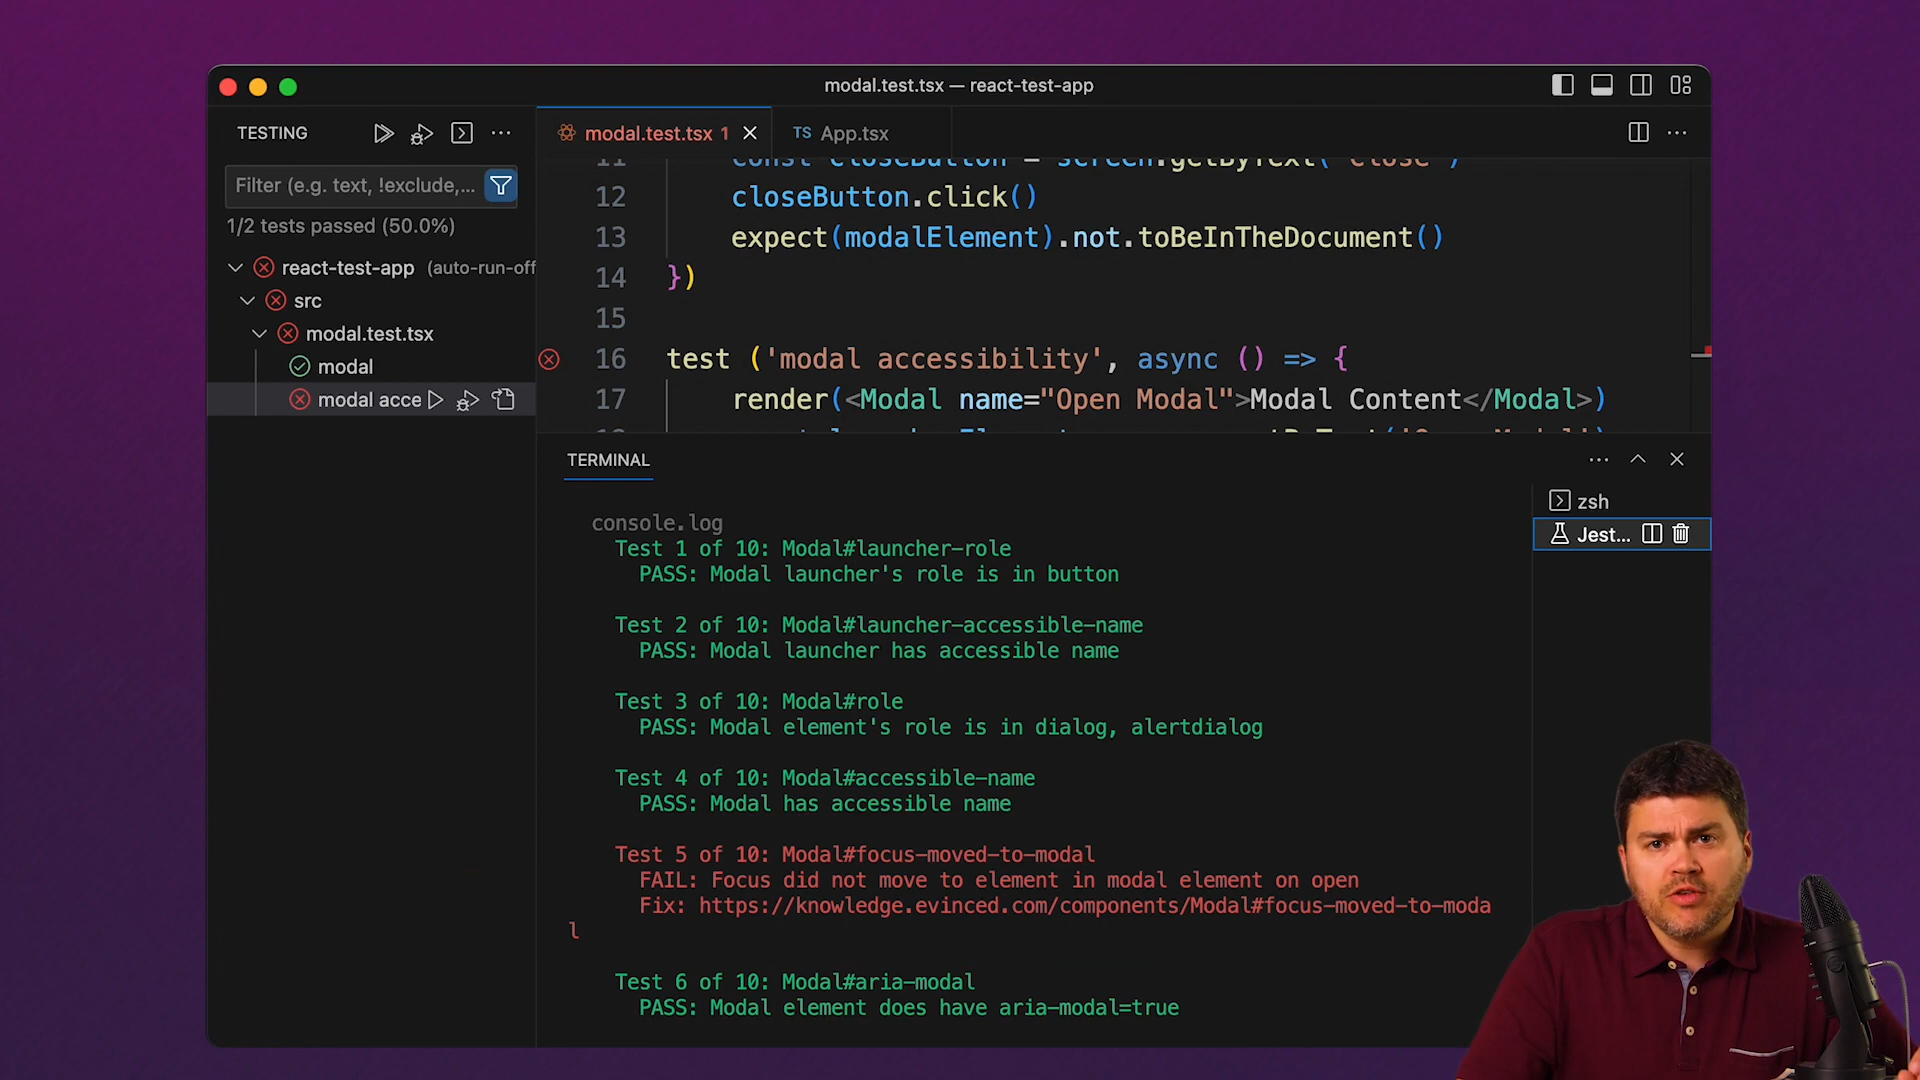 modal.test.tsx — react-test-app
TESTING
modal.test.tsx 1
TS App.tsx
Filter (e.g. text, !exclude,...
1/2 tests passed (50.0%)
react-test-app (auto-run-off
src
modal.test.tsx
modal
modal acce
11 const closeButton = screen.getByText('Close')
12 closeButton.click()
13 expect(modalElement).not.toBeInTheDocument()
14 })
15
16 test ('modal accessibility', async () => {
17 render(<Modal name="Open Modal">Modal Content</Modal>)
TERMINAL
zsh
Jest...
console.log
Test 1 of 10: Modal#launcher-role
PASS: Modal launcher's role is in button
Test 2 of 10: Modal#launcher-accessible-name
PASS: Modal launcher has accessible name
Test 3 of 10: Modal#role
PASS: Modal element's role is in dialog, alertdialog
Test 4 of 10: Modal#accessible-name
PASS: Modal has accessible name
Test 5 of 10: Modal#focus-moved-to-modal
FAIL: Focus did not move to element in modal element on open
Fix: https://knowledge.evinced.com/components/Modal#focus-moved-to-moda
l
Test 6 of 10: Modal#aria-modal
PASS: Modal element does have aria-modal=true